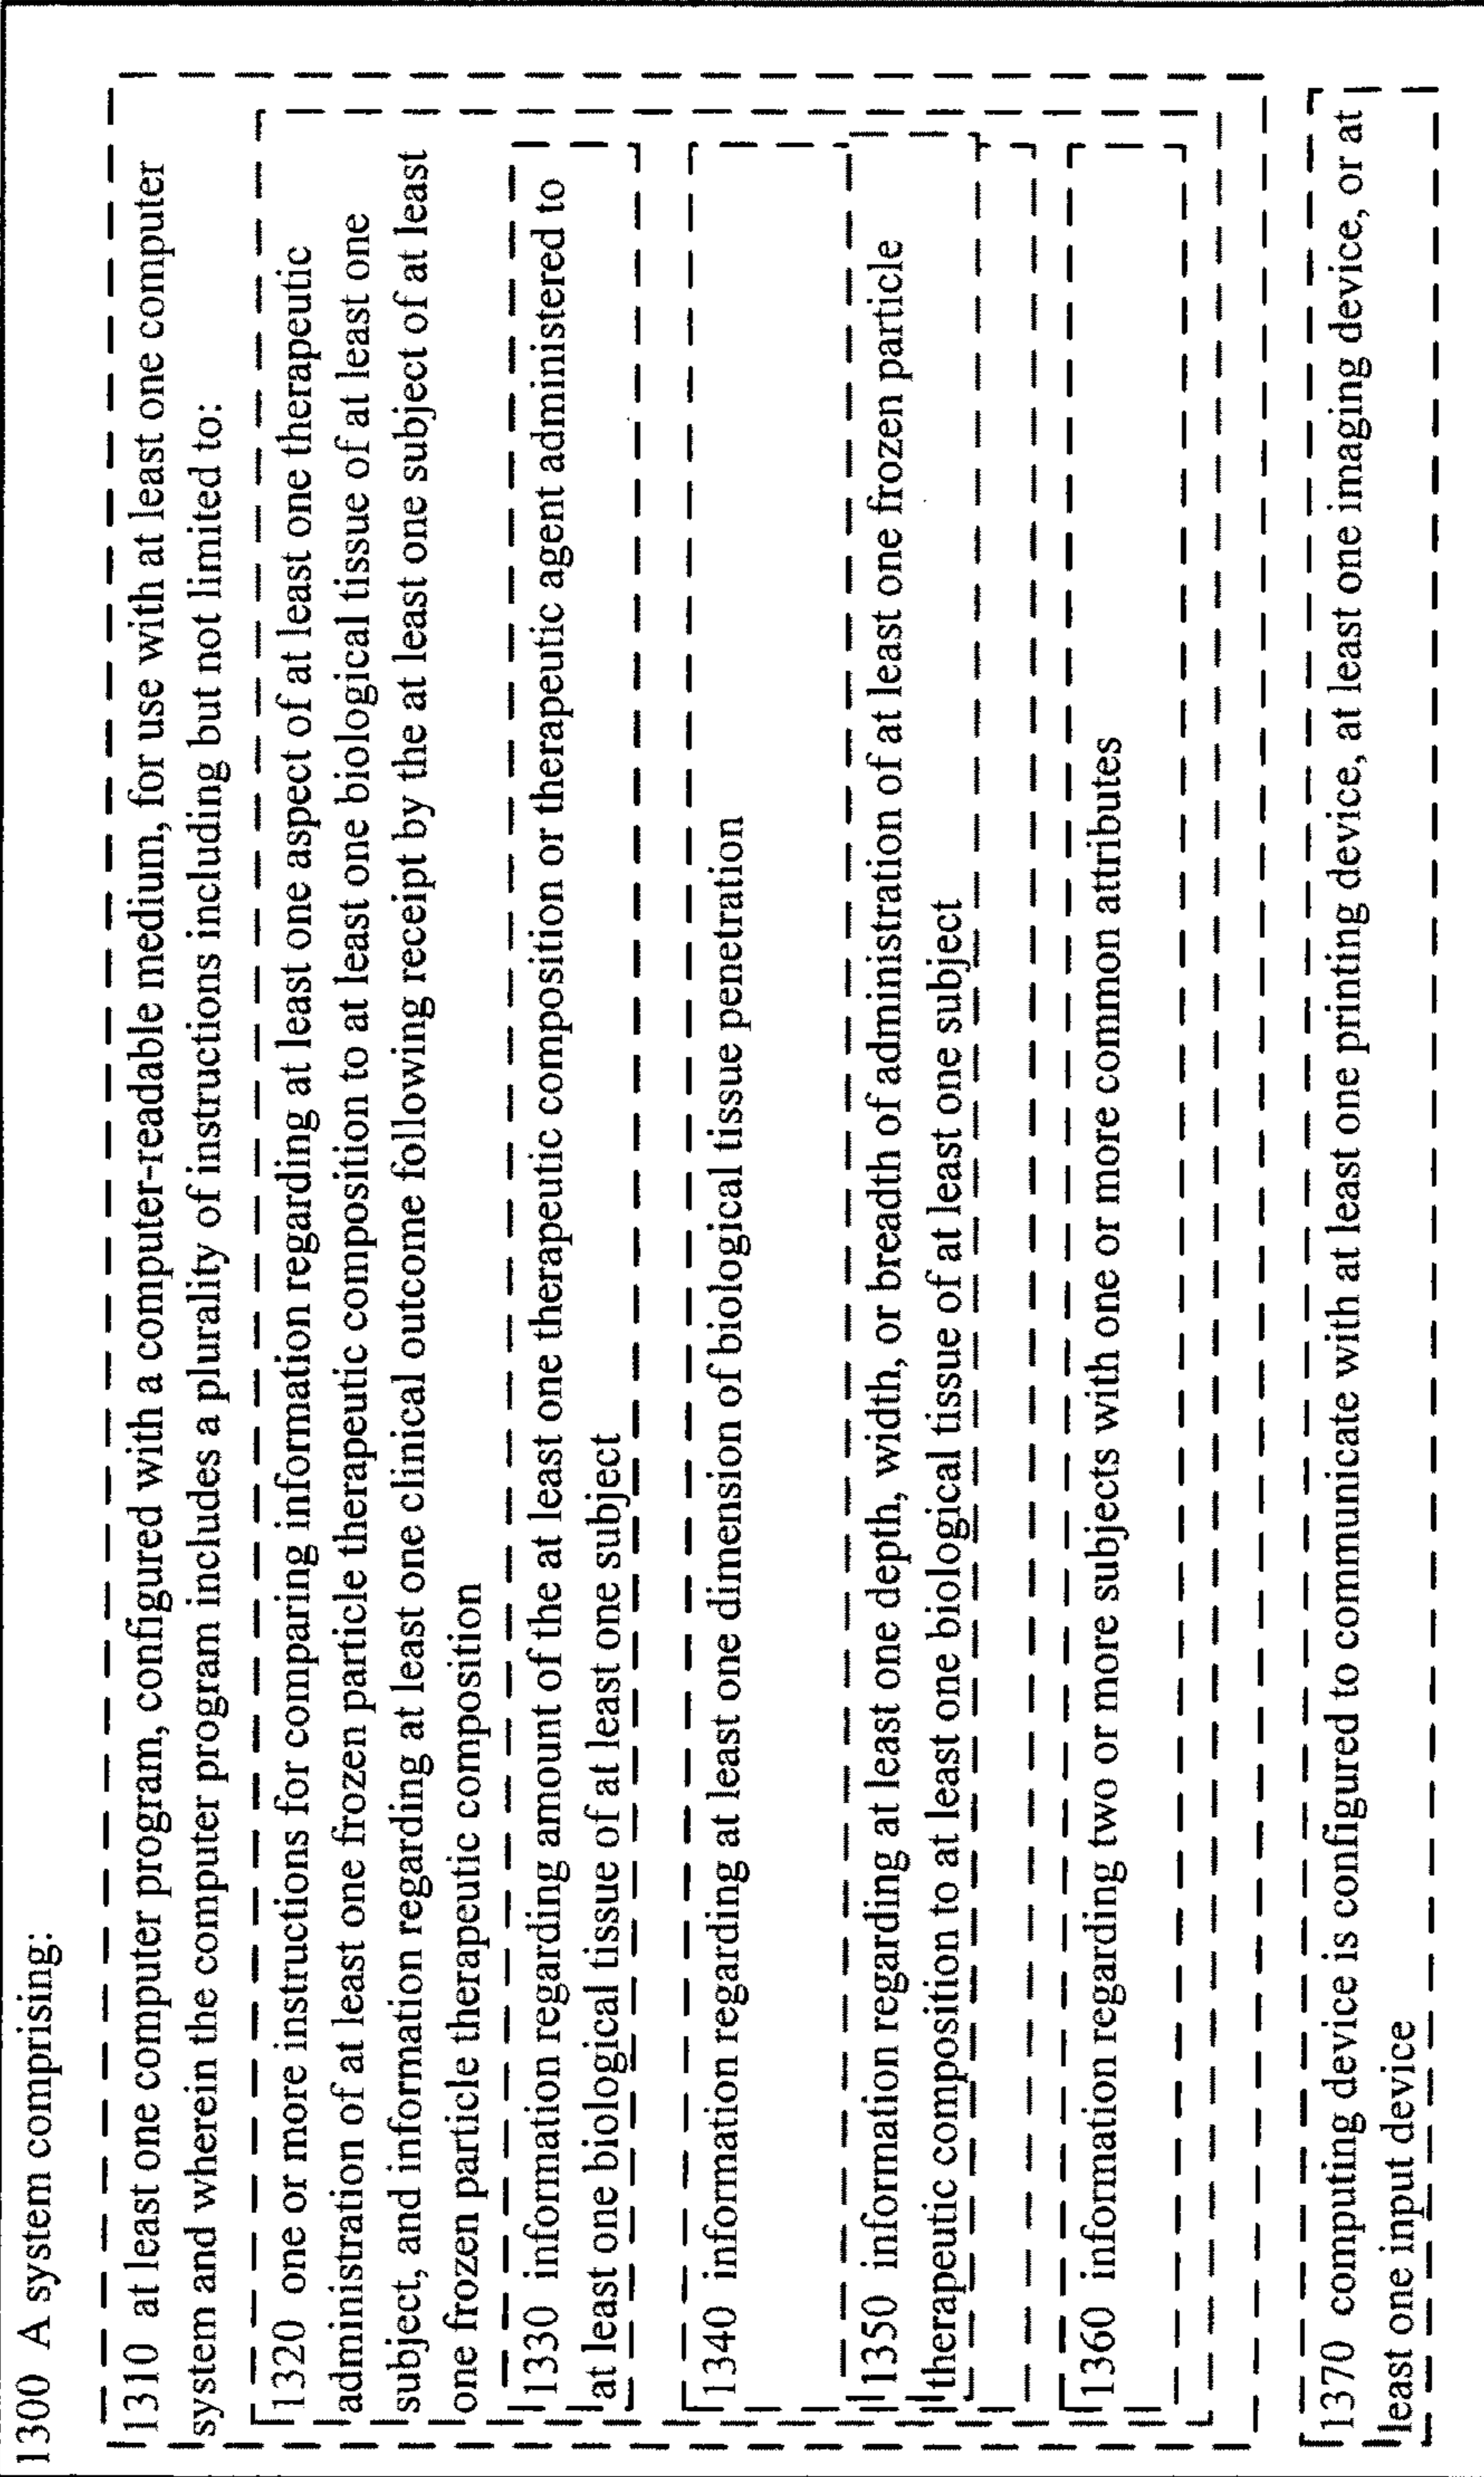 1300 A system comprising:
1310 at least one computer program, configured with a computer-readable medium, for use with at least one computer
system and wherein the computer program includes a plurality of instructions including but not limited to:
1320 one or more instructions for comparing information regarding at least one aspect of at least one therapeutic
administration of at least one frozen particle therapeutic composition to at least one biological tissue of at least one
subject, and information regarding at least one clinical outcome following receipt by the at least one subject of at least
one frozen particle therapeutic composition
1330 information regarding amount of the at least one therapeutic composition or therapeutic agent administered to
at least one biological tissue of at least one subject
1340 information regarding at least one dimension of biological tissue penetration
1350 information regarding at least one depth, width, or breadth of administration of at least one frozen particle
therapeutic composition to at least one biological tissue of at least one subject
1360 information regarding two or more subjects with one or more common attributes
1370 computing device is configured to communicate with at least one printing device, at least one imaging device, or at
least one input device